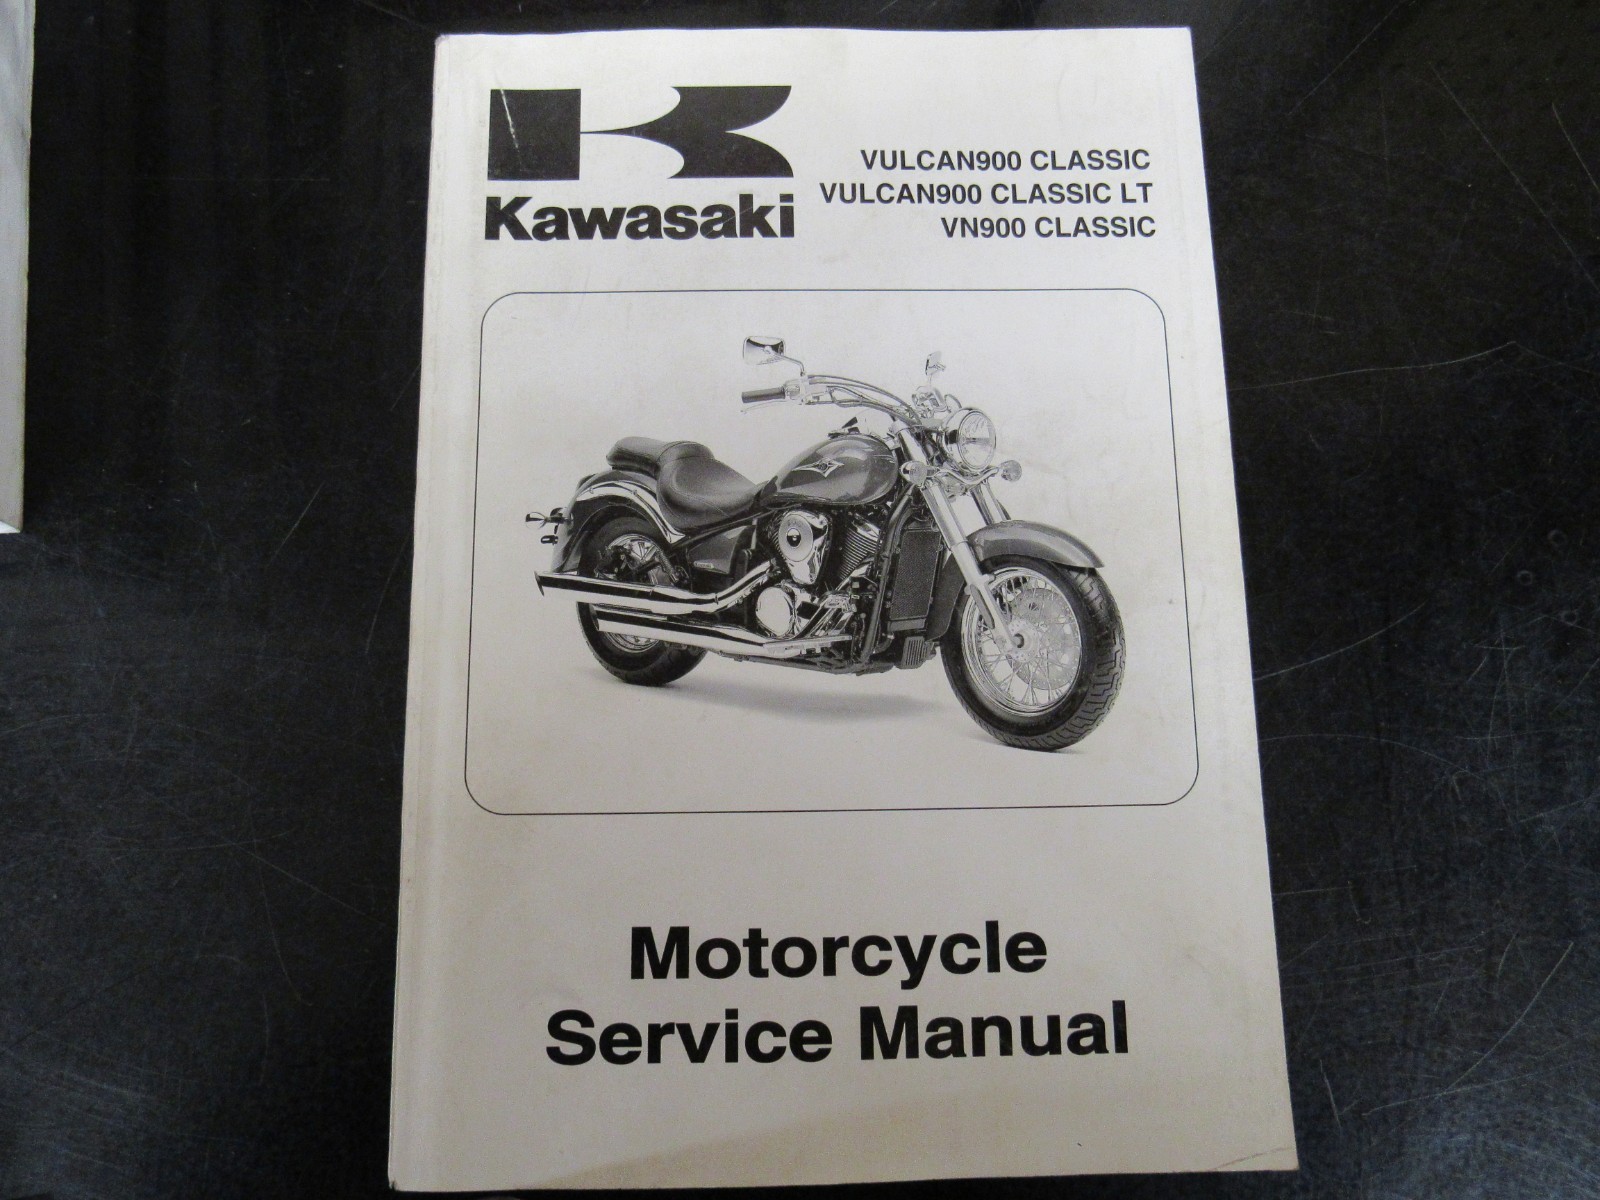 Kawasaki
VULCAN900 CLASSIC
VULCAN900 CLASSIC LT
VN900 CLASSIC
Motorcycle
Service Manual